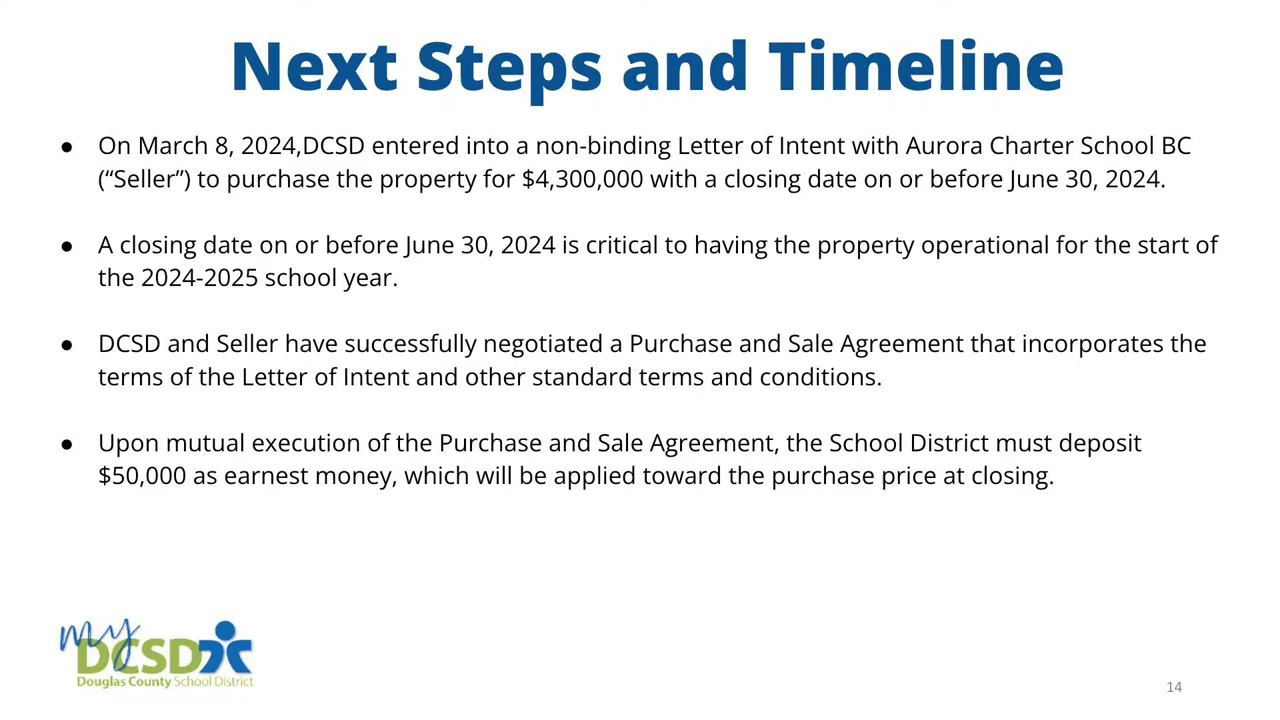 Next Steps and Timeline
● On March 8, 2024,DCSD entered into a non-binding Letter of Intent with Aurora Charter School BC
(“Seller”) to purchase the property for $4,300,000 with a closing date on or before June 30, 2024.
● A closing date on or before June 30, 2024 is critical to having the property operational for the start of
the 2024-2025 school year.
● DCSD and Seller have successfully negotiated a Purchase and Sale Agreement that incorporates the
terms of the Letter of Intent and other standard terms and conditions.
● Upon mutual execution of the Purchase and Sale Agreement, the School District must deposit
$50,000 as earnest money, which will be applied toward the purchase price at closing.
my
DCSD
Douglas County School District
14